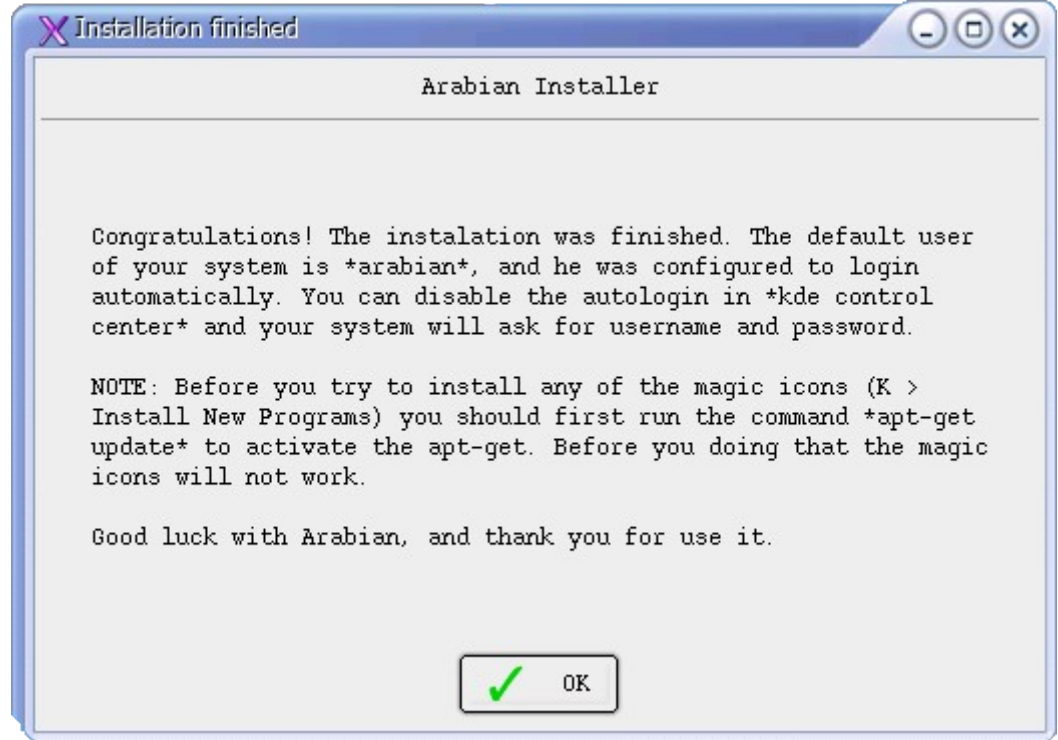 Installation finished
Arabian Installer
Congratulations! The instalation was finished. The default user
of your system is *arabian*, and he was configured to login
automatically. You can disable the autologin in *kde control
center* and your system will ask for username and password.
NOTE: Before you try to install any of the magic icons (K >
Install New Programs) you should first run the command *apt-get
update* to activate the apt-get. Before you doing that the magic
icons will not work.
Good luck with Arabian, and thank you for use it.
OK